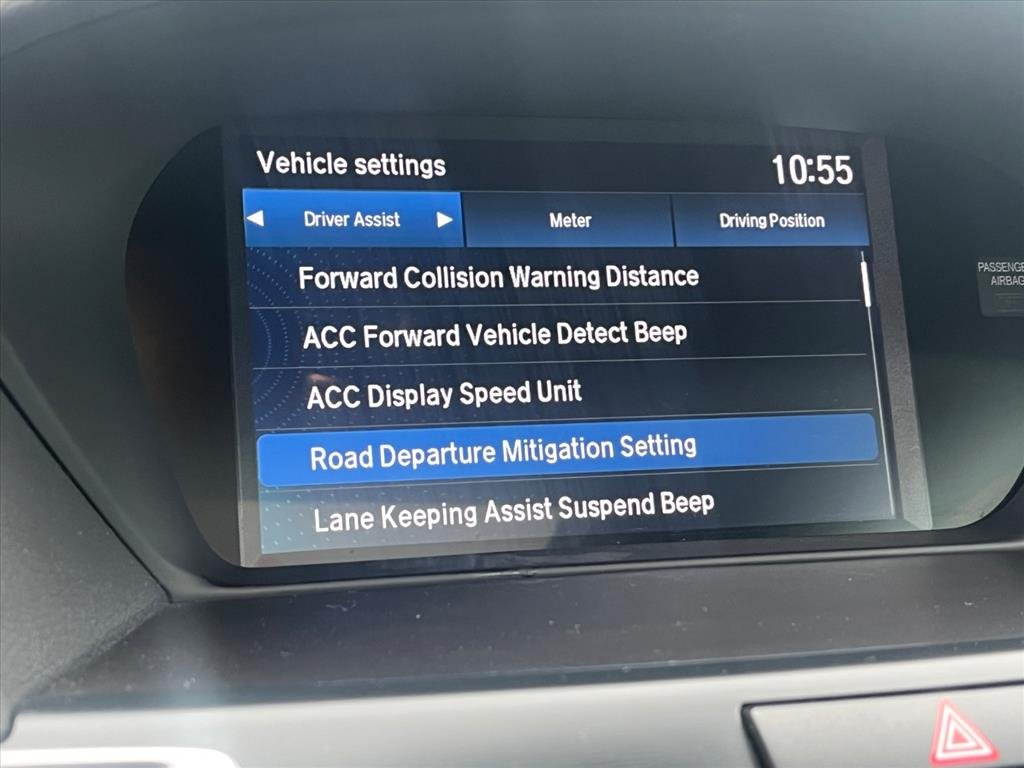 Vehicle settings 10:55
Driver Assist Meter Driving Position
Forward Collision Warning Distance
ACC Forward Vehicle Detect Beep
ACC Display Speed Unit
Road Departure Mitigation Setting
Lane Keeping Assist Suspend Beep